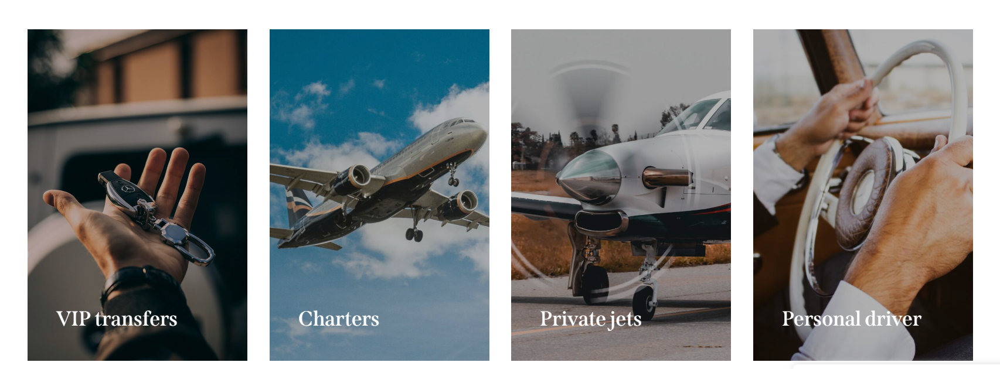 VIP transfers
Charters
Private jets
Personal driver